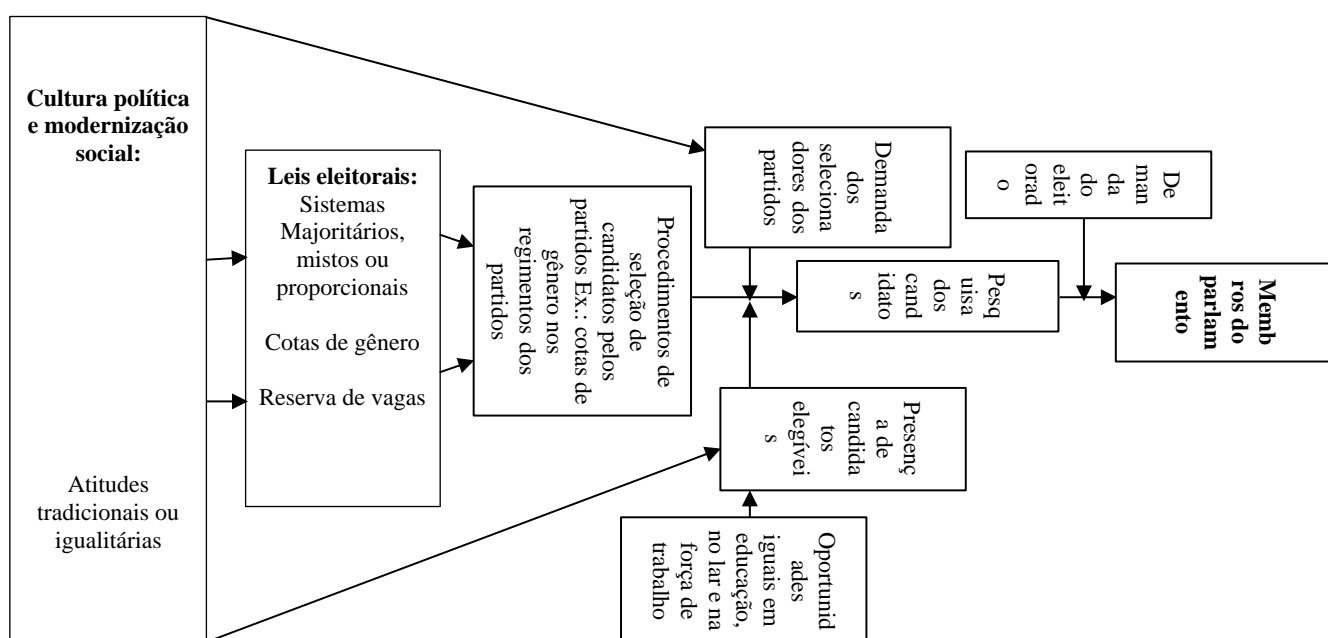 Cultura política
e modernização
social:
Atitudes
tradicionais ou
igualitárias
Leis eleitorais:
Sistemas
Majoritários,
mistos ou
proporcionais
Cotas de gênero
Reserva de vagas
Procedimentos de
seleção de
candidatos pelos
partidos Ex.: cotas de
gênero nos
regimentos dos
partidos
Demanda
dos
seleciona
dores dos
partidos
Presenç
a de
candida
tos
elegívei
s
Oportunid
ades
iguais em
educação,
no lar e na
força de
trabalho
Pesq
uisa
dos
cand
idato
s
De
man
da
do
eleit
orad
o
Memb
ros do
parlam
ento